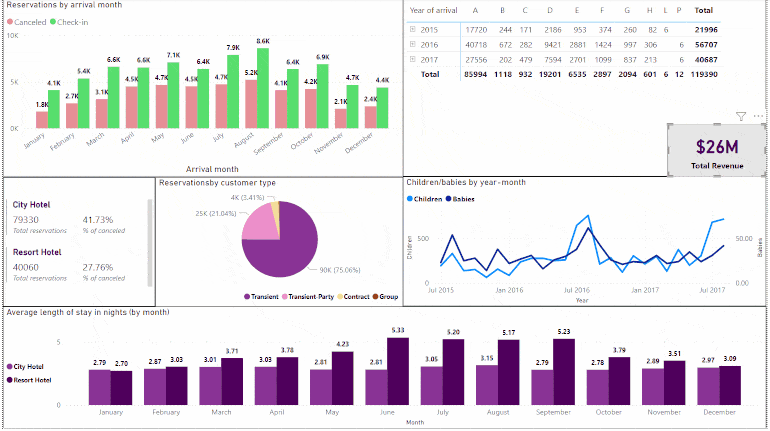 Reservations by arrival month
Canceled Check-in
10K
5K
0K
1.8K 4.1K 2.7K 5.4K 3.1K 6.6K 4.5K 6.6K 4.7K 7.1K 4.5K 6.4K 4.7K 7.9K 5.2K 8.6K 4.1K 6.4K 4.2K 6.9K 2.1K 4.7K 2.4K 4.4K
January February March April May June July August September October November December
Arrival month
Year of arrival A B C D E F G H L P Total
2015 17720 244 171 2186 953 374 260 82 6 21996
2016 40718 672 282 9421 2881 1424 997 306 6 56707
2017 27556 202 479 7594 2701 1099 837 213 6 40687
Total 85994 1118 932 19201 6535 2897 2094 601 6 12 119390
$26M
Total Revenue
City Hotel
79330 41.73%
Total reservations % of canceled
Resort Hotel
40060 27.76%
Total reservations % of canceled
Reservationsby customer type
4K (3.41%)
25K (21.04%)
90K (75.06%)
Transient Transient-Party Contract Group
Children/babies by year-month
Children Babies
Children
500
0
50.00
0.00
Babies
Jul 2015 Jan 2016 Jul 2016 Jan 2017 Jul 2017
Year
Average length of stay in nights (by month)
City Hotel
Resort Hotel
5
0
2.79 2.70 2.87 3.03 3.01 3.71 3.03 3.78 2.81 4.23 2.81 5.33 3.05 5.20 3.15 5.17 2.79 5.23 2.78 3.79 2.89 3.51 2.97 3.09
January February March April May June July August September October November December
Month